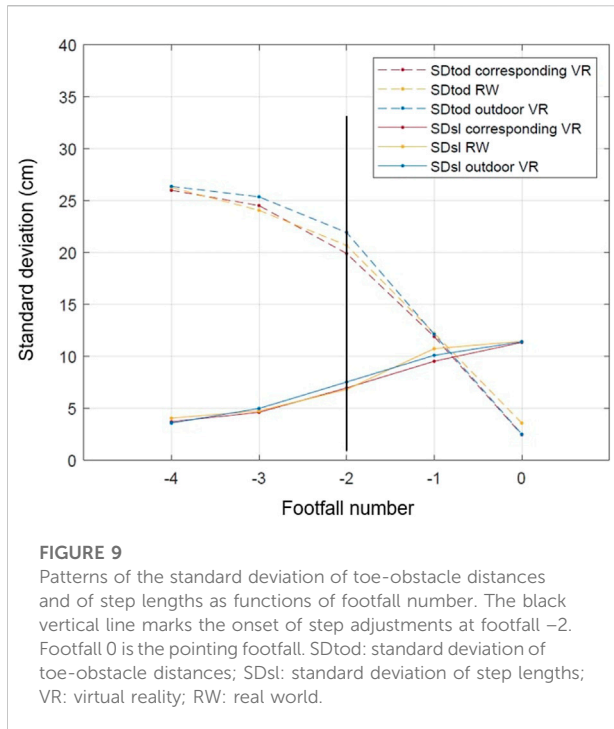 40
35
30
25
20
15
10
5
0
Standard deviation (cm)
SDtod corresponding VR
SDtod RW
SDtod outdoor VR
SDsl corresponding VR
SDsl RW
SDsl outdoor VR
-4 -3 -2 -1 0
Footfall number
FIGURE 9
Patterns of the standard deviation of toe-obstacle distances
and of step lengths as functions of footfall number. The black
vertical line marks the onset of step adjustments at footfall −2.
Footfall 0 is the pointing footfall. SDtod: standard deviation of
toe-obstacle distances; SDsl: standard deviation of step lengths;
VR: virtual reality; RW: real world.